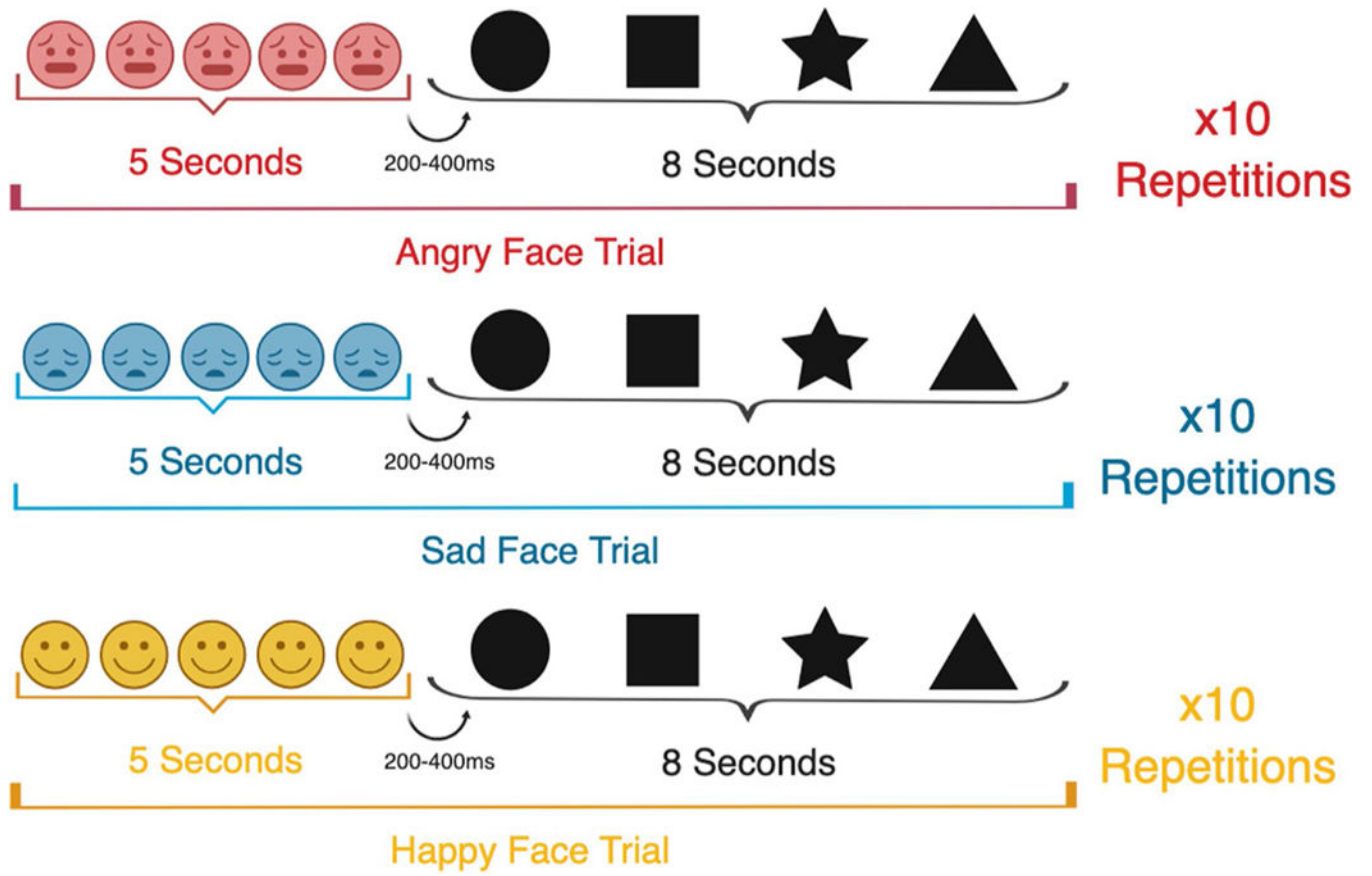 x10
Repetitions
5 Seconds
200-400ms
8 Seconds
Angry Face Trial
x10
Repetitions
5 Seconds
200-400ms
8 Seconds
Sad Face Trial
x10
Repetitions
5 Seconds
200-400ms
8 Seconds
Happy Face Trial